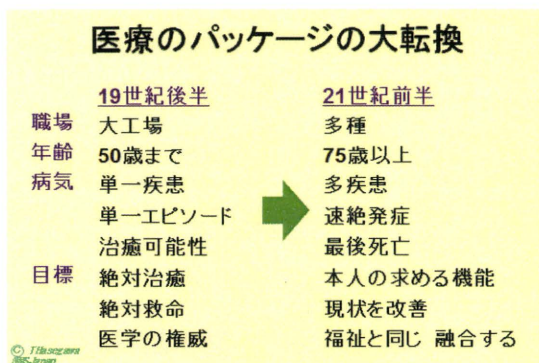 医療のパッケージの大転換
19世紀後半 21世紀前半
職場 大工場 多種
年齢 50歳まで 75歳以上
病気 単一疾患 多疾患
単一エピソード 速絶発症
治癒可能性 最後死亡
目標 絶対治癒 本人の求める機能
絶対救命 現状を改善
医学の権威 福祉と同じ 融合する
© THasegawa